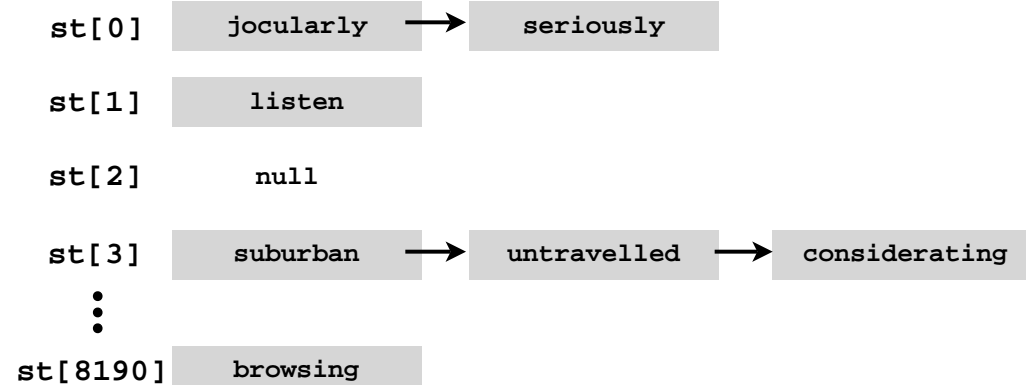 st[0] jocularly seriously
st[1] listen
st[2] null
st[3] suburban untravelled considerating
st[8190] browsing